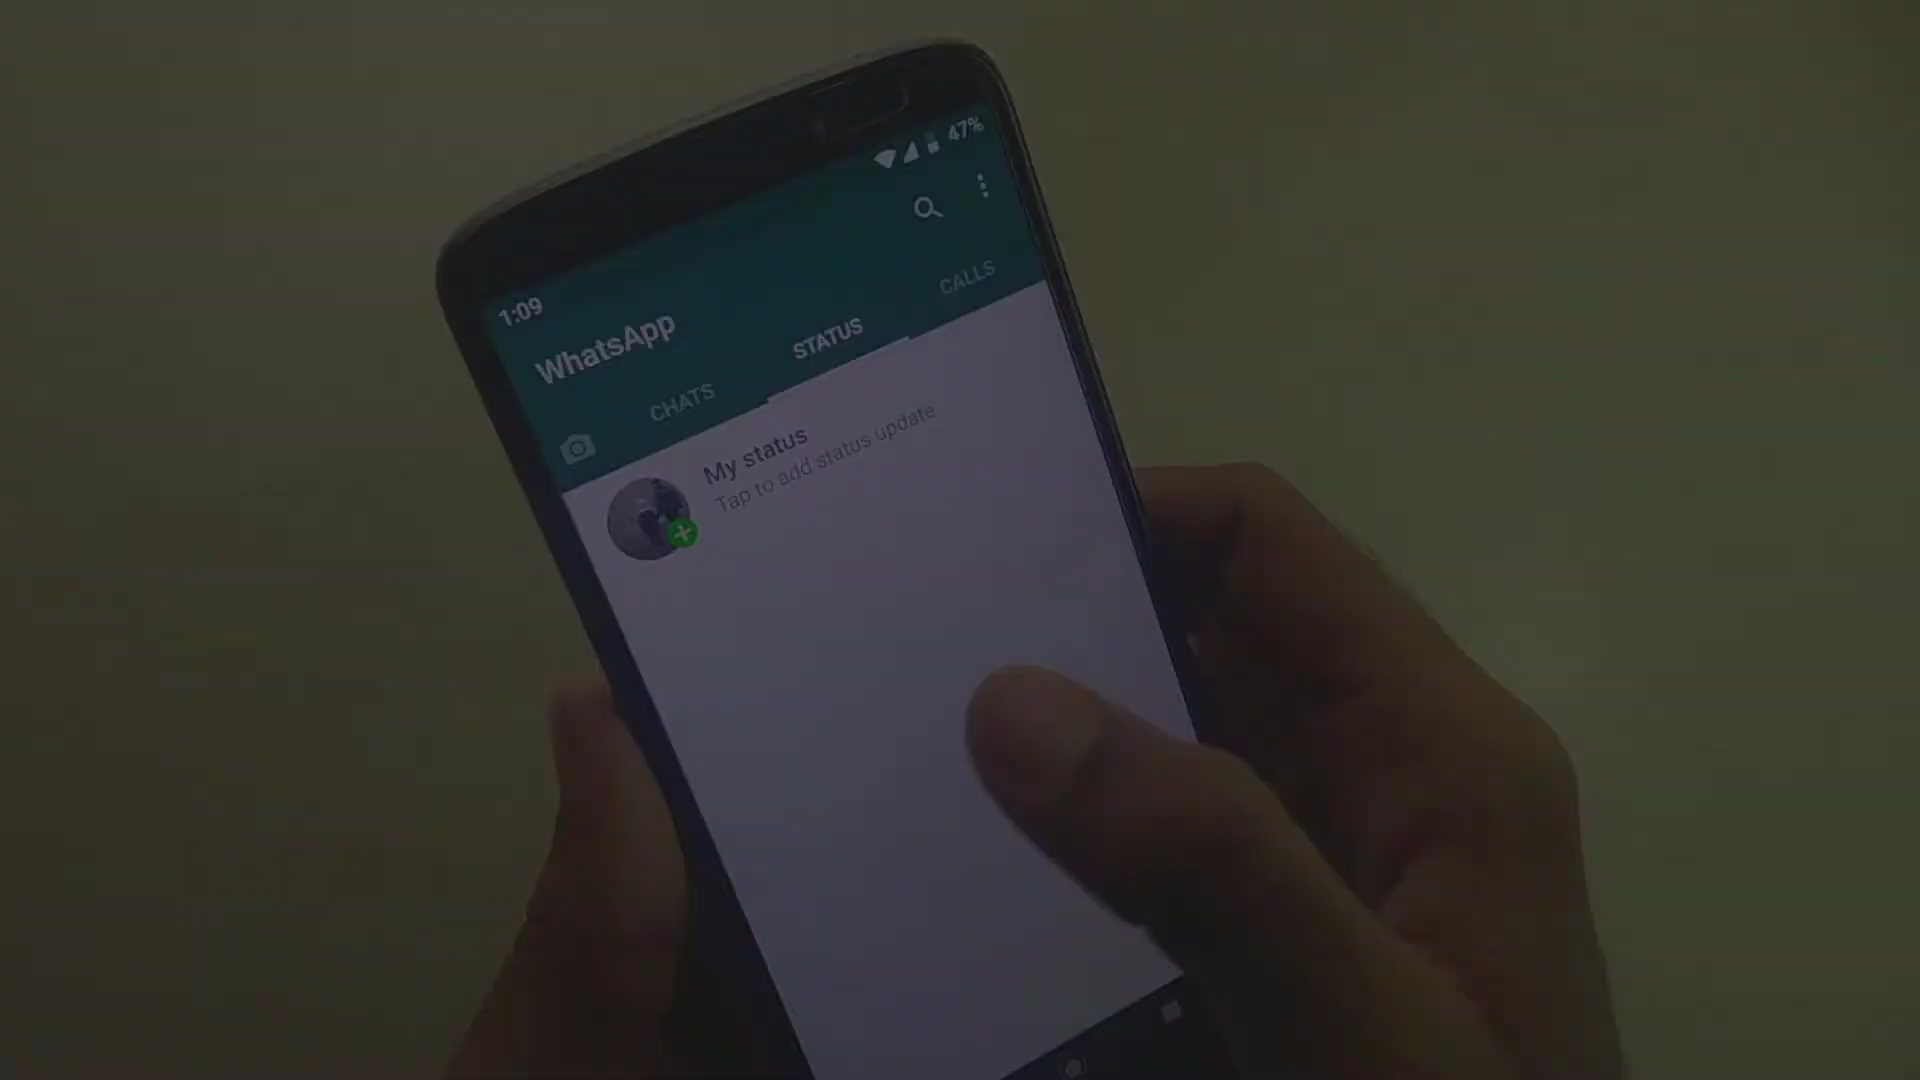 1:09
47%
WhatsApp
CHATS
STATUS
CALLS
My status
Tap to add status update